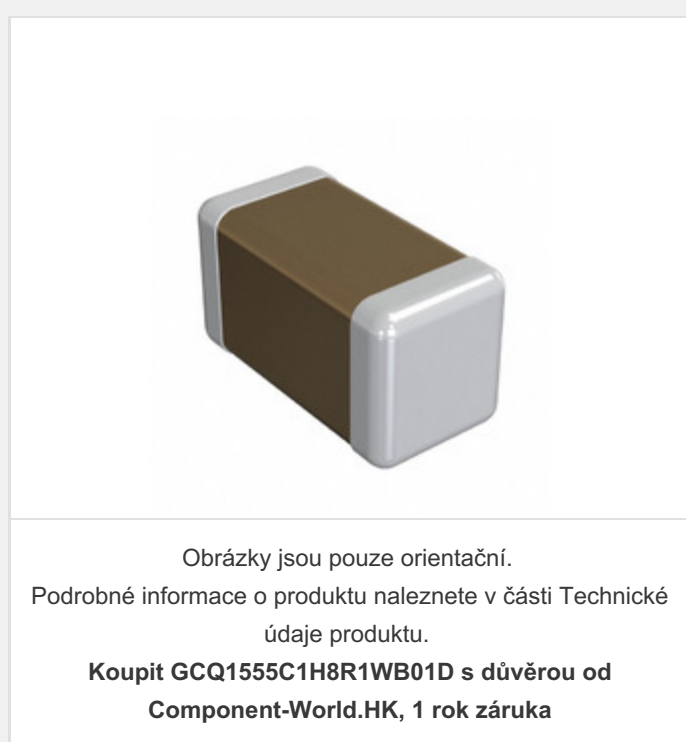 Obrázky jsou pouze orientační.
Podrobné informace o produktu naleznete v části Technické
údaje produktu.
Koupit GCQ1555C1H8R1WB01D s důvěrou od
Component-World.HK, 1 rok záruka